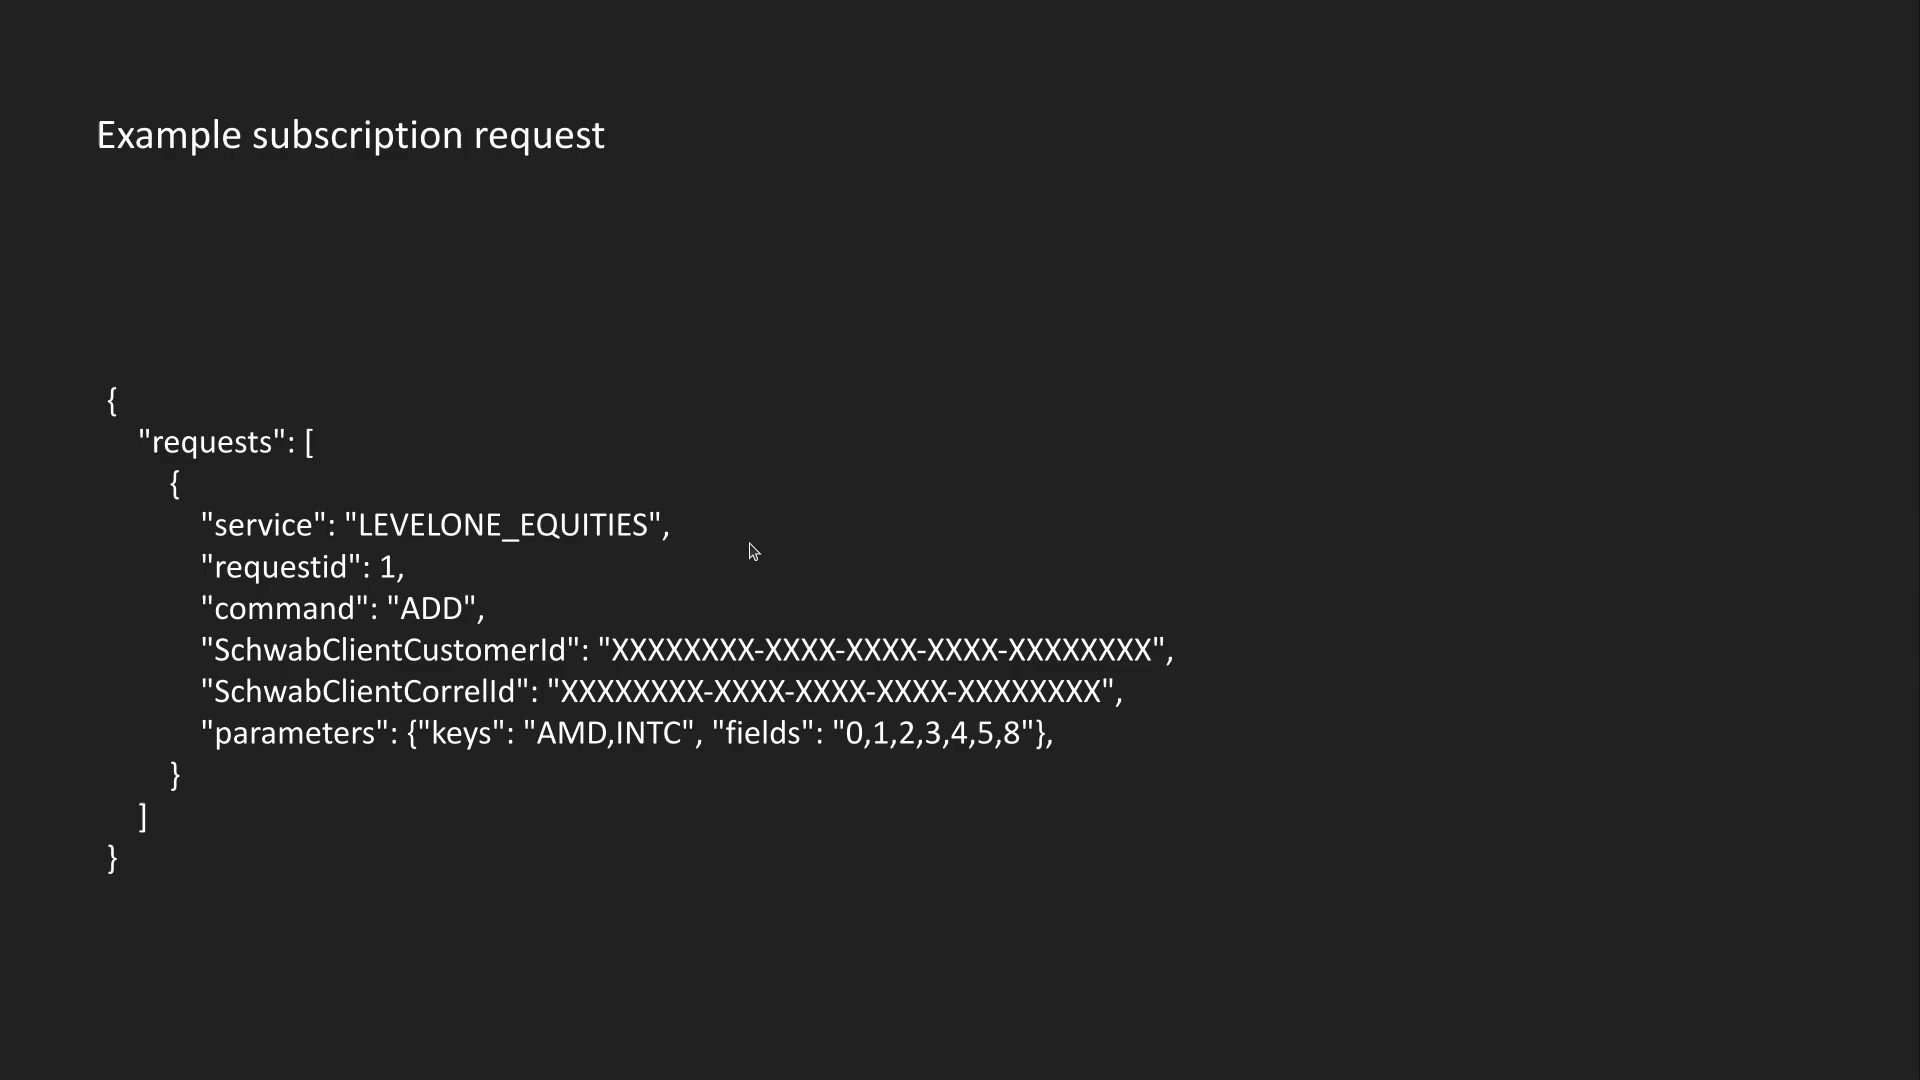 Example subscription request
{
"requests": [
{
"service": "LEVELONE_EQUITIES",
"requestid": 1,
"command": "ADD",
"SchwabClientCustomerId": "XXXXXXXX-XXXX-XXXX-XXXX-XXXXXXXX",
"SchwabClientCorrelId": "XXXXXXXX-XXXX-XXXX-XXXX-XXXXXXXX",
"parameters": {"keys": "AMD,INTC", "fields": "0,1,2,3,4,5,8"},
}
]
}